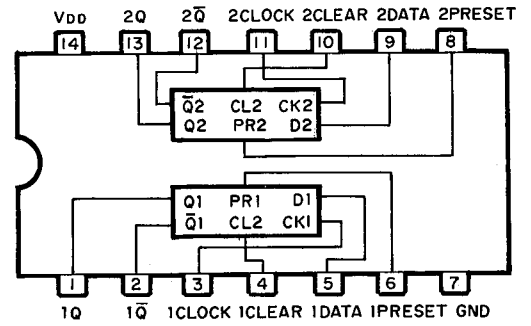 VDD 2Q 2Q̅ 2CLOCK 2CLEAR 2DATA 2PRESET
14 13 12 11 10 9 8
Q̅2 CL2 CK2
Q2 PR2 D2
Q1 PR1 D1
Q̅1 CL2 CK1
1 2 3 4 5 6 7
1Q 1Q̅ 1CLOCK 1CLEAR 1DATA 1PRESET GND